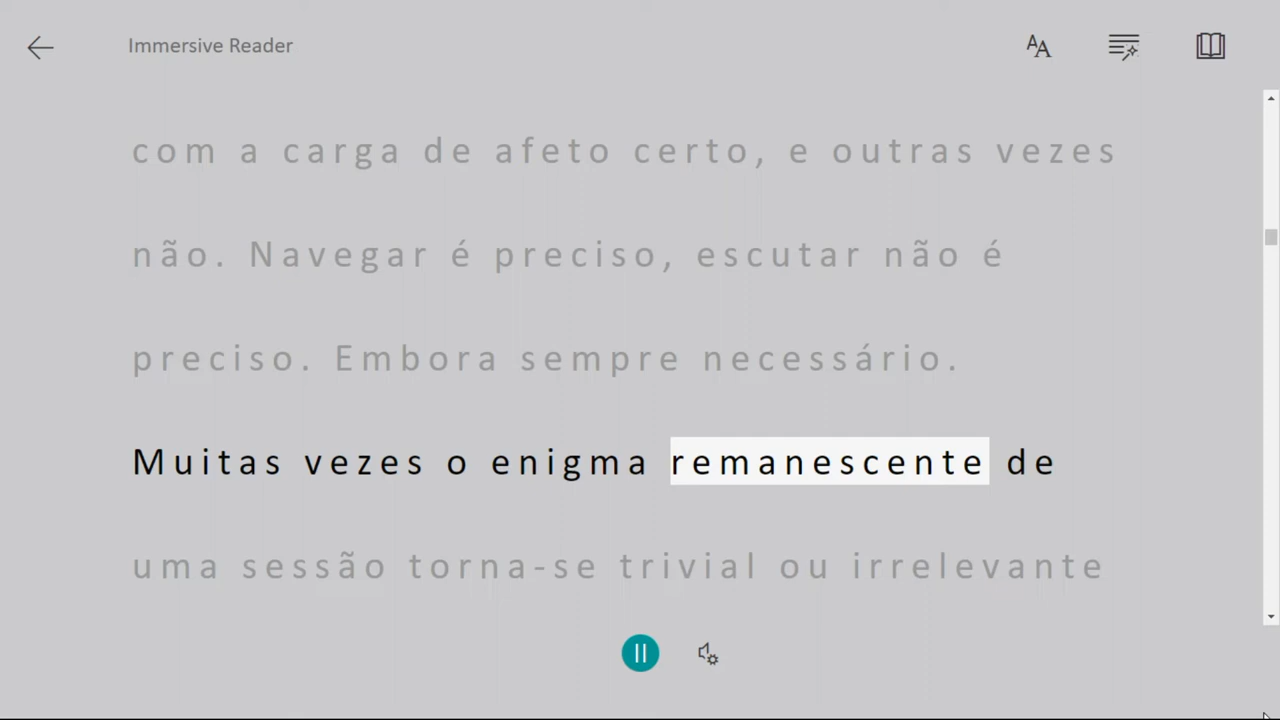 Immersive Reader
com a carga de afeto certo, e outras vezes
não. Navegar é preciso, escutar não é
preciso. Embora sempre necessário.
Muitas vezes o enigma remanescente de
uma sessão torna-se trivial ou irrelevante